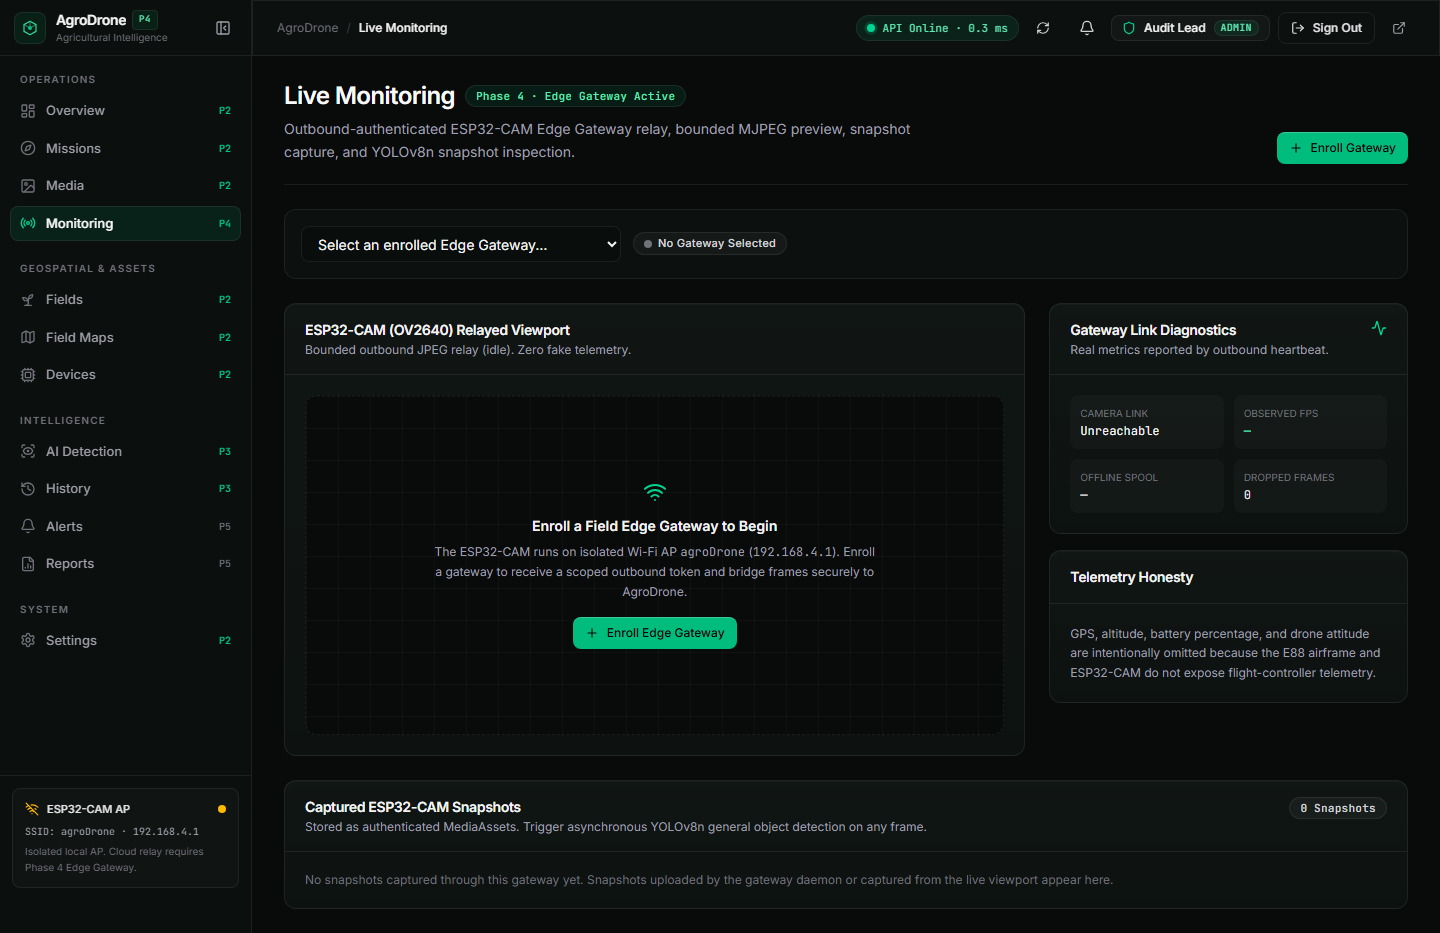 AgroDrone P4
Agricultural Intelligence
OPERATIONS
Overview P2
Missions P2
Media P2
Monitoring P4
GEOSPATIAL & ASSETS
Fields P2
Field Maps P2
Devices P2
INTELLIGENCE
AI Detection P3
History P3
Alerts P5
Reports P5
SYSTEM
Settings P2
ESP32-CAM AP
SSID: agroDrone · 192.168.4.1
Isolated local AP. Cloud relay requires
Phase 4 Edge Gateway.
AgroDrone / Live Monitoring
API Online · 0.3 ms
Audit Lead ADMIN
Sign Out
Live Monitoring
Phase 4 · Edge Gateway Active
Outbound-authenticated ESP32-CAM Edge Gateway relay, bounded MJPEG preview, snapshot
capture, and YOLOv8n snapshot inspection.
Enroll Gateway
Select an enrolled Edge Gateway...
No Gateway Selected
ESP32-CAM (OV2640) Relayed Viewport
Bounded outbound JPEG relay (idle). Zero fake telemetry.
Enroll a Field Edge Gateway to Begin
The ESP32-CAM runs on isolated Wi-Fi AP agroDrone (192.168.4.1). Enroll
a gateway to receive a scoped outbound token and bridge frames securely to
AgroDrone.
Enroll Edge Gateway
Gateway Link Diagnostics
Real metrics reported by outbound heartbeat.
CAMERA LINK
Unreachable
OBSERVED FPS
—
OFFLINE SPOOL
—
DROPPED FRAMES
0
Telemetry Honesty
GPS, altitude, battery percentage, and drone attitude
are intentionally omitted because the E88 airframe and
ESP32-CAM do not expose flight-controller telemetry.
Captured ESP32-CAM Snapshots
Stored as authenticated MediaAssets. Trigger asynchronous YOLOv8n general object detection on any frame.
0 Snapshots
No snapshots captured through this gateway yet. Snapshots uploaded by the gateway daemon or captured from the live viewport appear here.